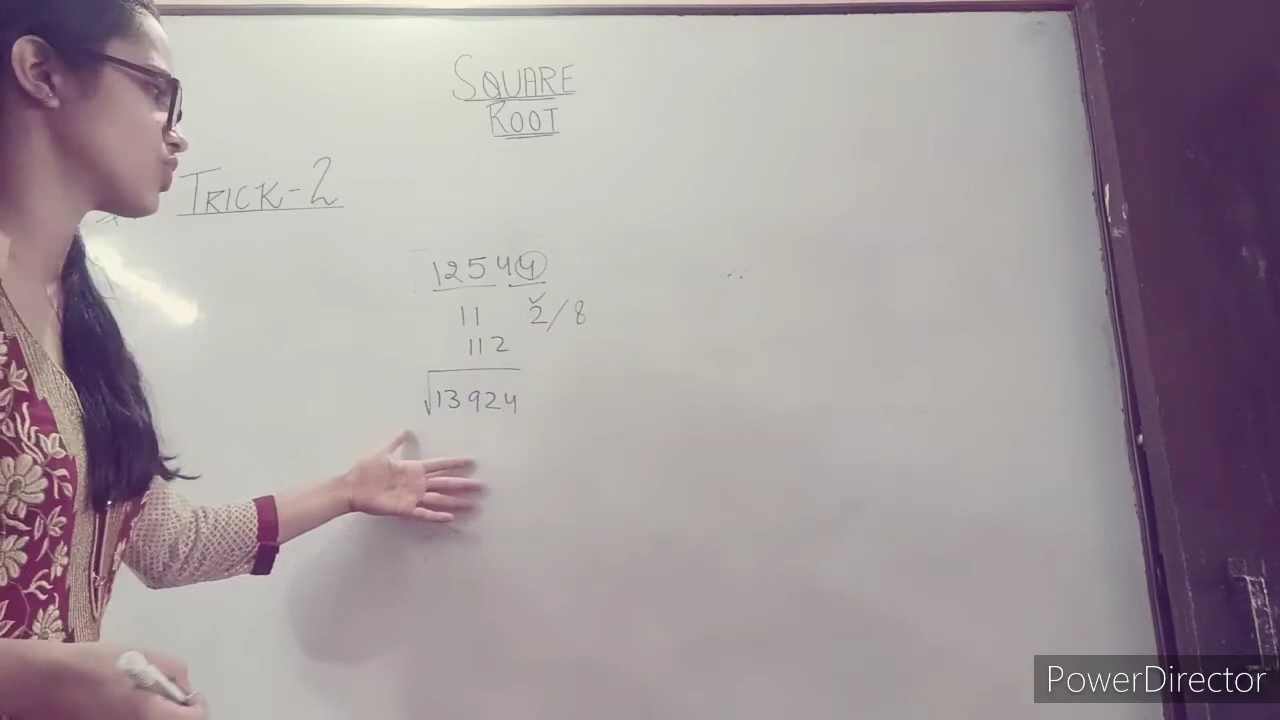 SQUARE
ROOT
TRICK-2
12544
11 2/8
112
√13924
PowerDirector